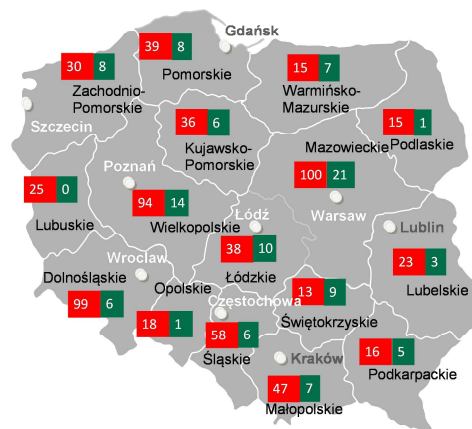 Gdańsk
39 8
Pomorskie
30 8
Zachodnio-
Pomorskie
15 7
Warmińsko-
Mazurskie
Szczecin
36 6
Kujawsko-
Pomorskie
Mazowieckie
15 1
Podlaskie
Poznań
100 21
Warsaw
25 0
Lubuskie
94 14
Wielkopolskie
Łódź
38 10
Łódzkie
Lublin
23 3
Lubelskie
Wroclaw
Dolnośląskie
99 6
Opolskie
18 1
Częstochowa
58 6
Śląskie
13 9
Świętokrzyskie
16 5
Podkarpackie
Kraków
47 7
Małopolskie